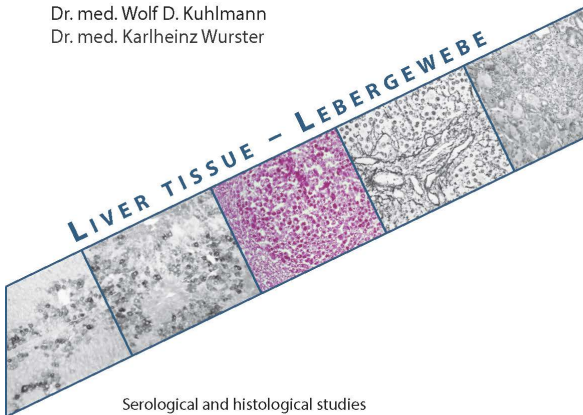 Dr. med. Wolf D. Kuhlmann
Dr. med. Karlheinz Wurster
LIVER TISSUE – LEBERGEWEBE
Serological and histological studies